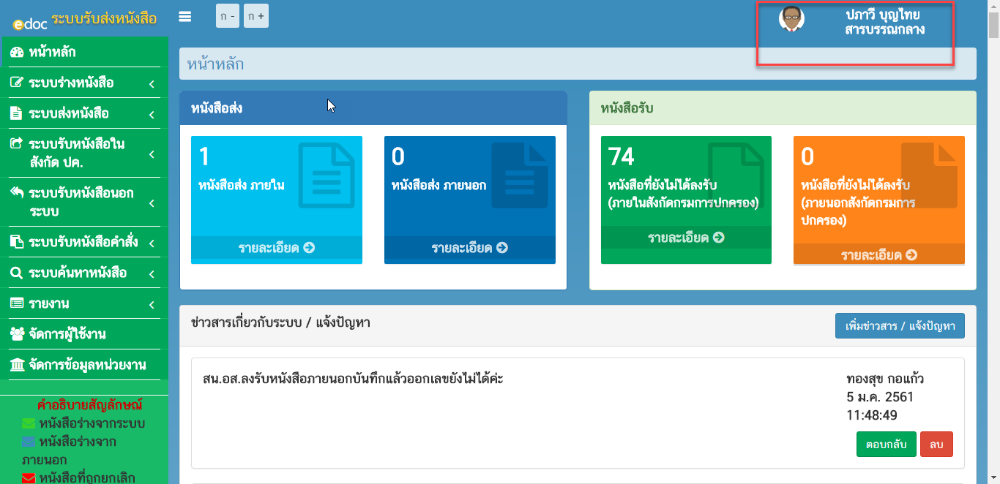 edoc ระบบรับส่งหนังสือ
ก -
ก +
ปภาวี บุญไทย
สารบรรณกลาง
หน้าหลัก
ระบบร่างหนังสือ
ระบบส่งหนังสือ
ระบบรับหนังสือใน
สังกัด ปค.
ระบบรับหนังสือนอก
ระบบ
ระบบรับหนังสือคำสั่ง
ระบบค้นหาหนังสือ
รายงาน
จัดการผู้ใช้งาน
จัดการข้อมูลหน่วยงาน
คำอธิบายสัญลักษณ์
หนังสือร่างจากระบบ
หนังสือร่างจาก
ภายนอก
หนังสือที่ถูกยกเลิก
หน้าหลัก
หนังสือส่ง
1
หนังสือส่ง ภายใน
รายละเอียด
0
หนังสือส่ง ภายนอก
รายละเอียด
หนังสือรับ
74
หนังสือที่ยังไม่ได้ลงรับ
(ภายในสังกัดกรมการปกครอง)
รายละเอียด
0
หนังสือที่ยังไม่ได้ลงรับ
(ภายนอกสังกัดกรมการ
ปกครอง)
รายละเอียด
ข่าวสารเกี่ยวกับระบบ / แจ้งปัญหา
เพิ่มข่าวสาร / แจ้งปัญหา
สน.อส.ลงรับหนังสือภายนอกบันทึกแล้วออกเลขยังไม่ได้ค่ะ
ทองสุข กอแก้ว
5 ม.ค. 2561
11:48:49
ตอบกลับ
ลบ